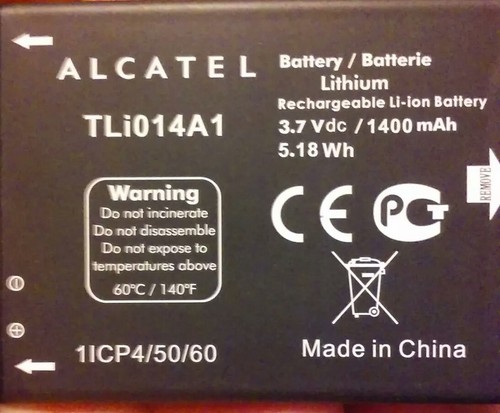 ALCATEL
TLi014A1
Battery / Batterie
Lithium
Rechargeable Li-ion Battery
3.7 Vdc / 1400 mAh
5.18 Wh
Warning
Do not incinerate
Do not disassemble
Do not expose to
temperatures above
60°C / 140°F
CE
PCT
REMOVE
1ICP4/50/60
Made in China